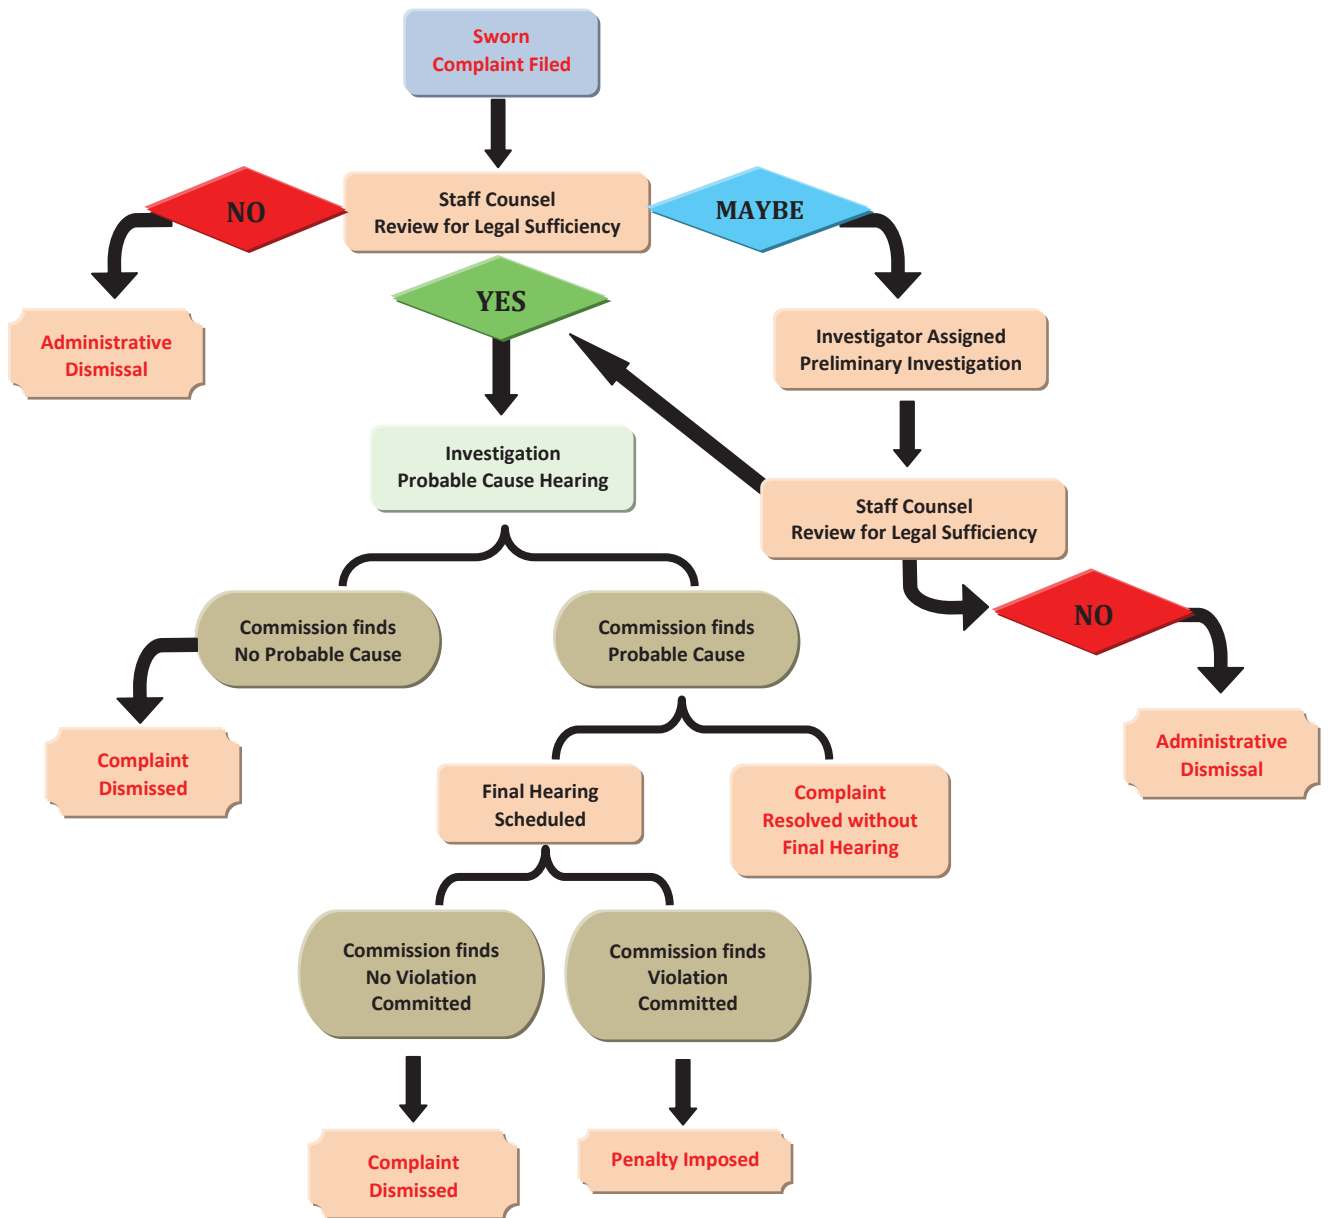 Sworn
Complaint Filed
NO
Staff Counsel
Review for Legal Sufficiency
MAYBE
YES
Administrative
Dismissal
Investigator Assigned
Preliminary Investigation
Investigation
Probable Cause Hearing
Staff Counsel
Review for Legal Sufficiency
NO
Commission finds
No Probable Cause
Commission finds
Probable Cause
Complaint
Dismissed
Final Hearing
Scheduled
Complaint
Resolved without
Final Hearing
Administrative
Dismissal
Commission finds
No Violation
Committed
Commission finds
Violation
Committed
Complaint
Dismissed
Penalty Imposed